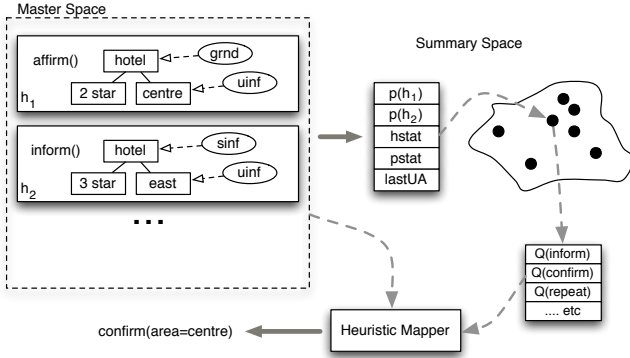 Master Space
affirm()
hotel
grnd
2 star
centre
uinf
h1
inform()
hotel
sinf
3 star
east
uinf
h2
...
Summary Space
p(h1)
p(h2)
hstat
pstat
lastUA
Q(inform)
Q(confirm)
Q(repeat)
.... etc
Heuristic Mapper
confirm(area=centre)